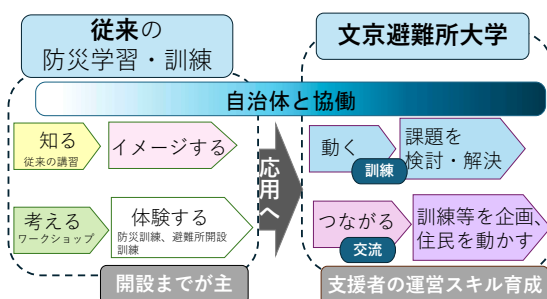 従来の
防災学習・訓練
文京避難所大学
自治体と協働
知る
従来の講習
イメージする
考える
ワークショップ
体験する
防災訓練、避難所開設
訓練
開設までが主
応用へ
動く
訓練
課題を
検討・解決
つながる
交流
訓練等を企画、
住民を動かす
支援者の運営スキル育成